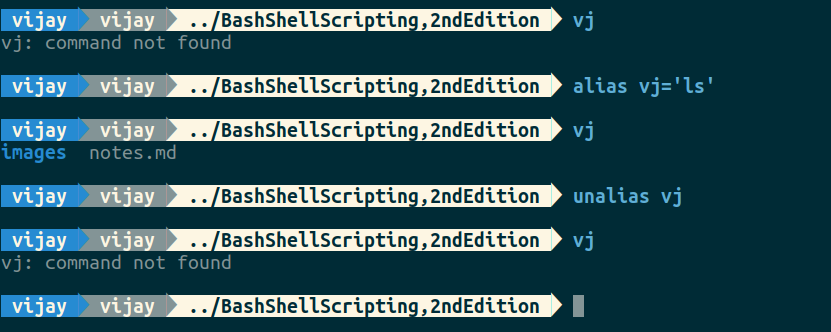 vijay vijay ../BashShellScripting,2ndEdition vj
vj: command not found
vijay vijay ../BashShellScripting,2ndEdition alias vj='ls'
vijay vijay ../BashShellScripting,2ndEdition vj
images notes.md
vijay vijay ../BashShellScripting,2ndEdition unalias vj
vijay vijay ../BashShellScripting,2ndEdition vj
vj: command not found
vijay vijay ../BashShellScripting,2ndEdition